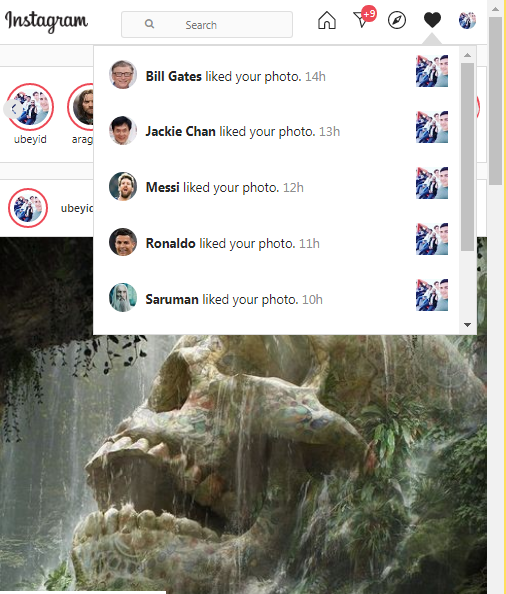 Instagram
Search
+9
Bill Gates liked your photo. 14h
Jackie Chan liked your photo. 13h
Messi liked your photo. 12h
Ronaldo liked your photo. 11h
Saruman liked your photo. 10h
ubeyid
arag
ubeyid